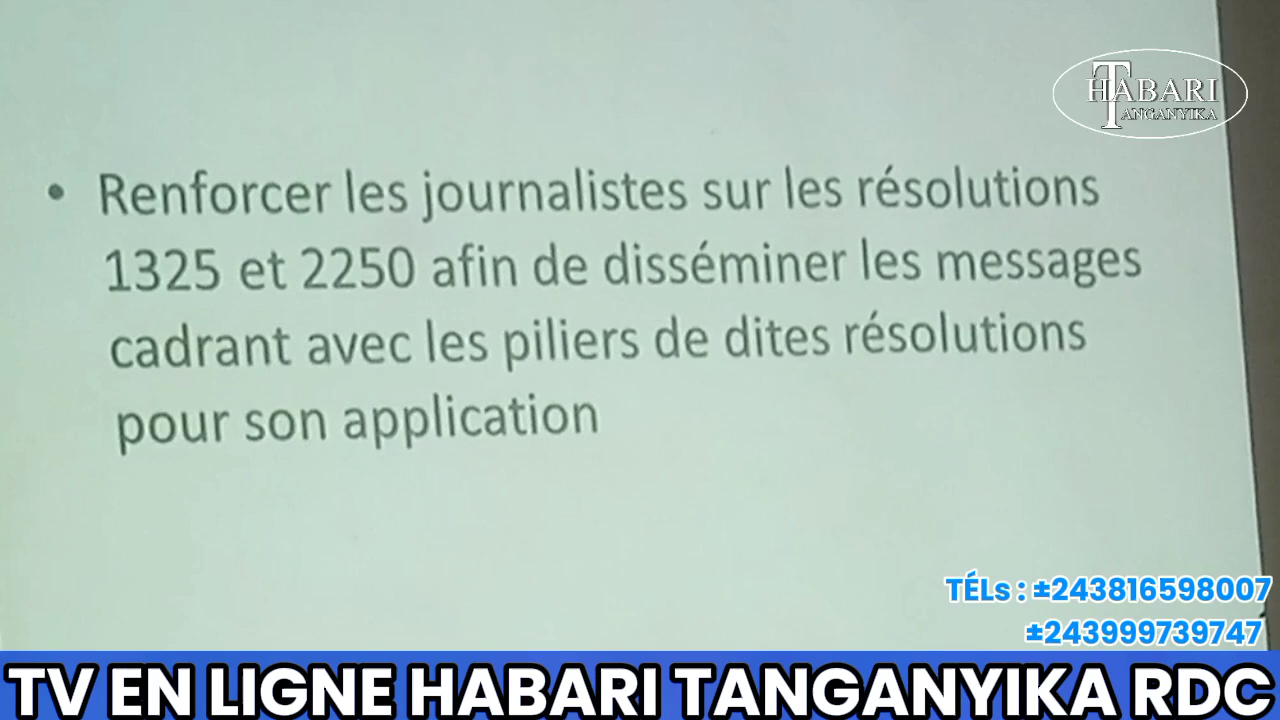 HABARI
TANGANYIKA
• Renforcer les journalistes sur les résolutions
1325 et 2250 afin de disséminer les messages
cadrant avec les piliers de dites résolutions
pour son application
TÉLs : ±243816598007
±243999739747
TV EN LIGNE HABARI TANGANYIKA RDC